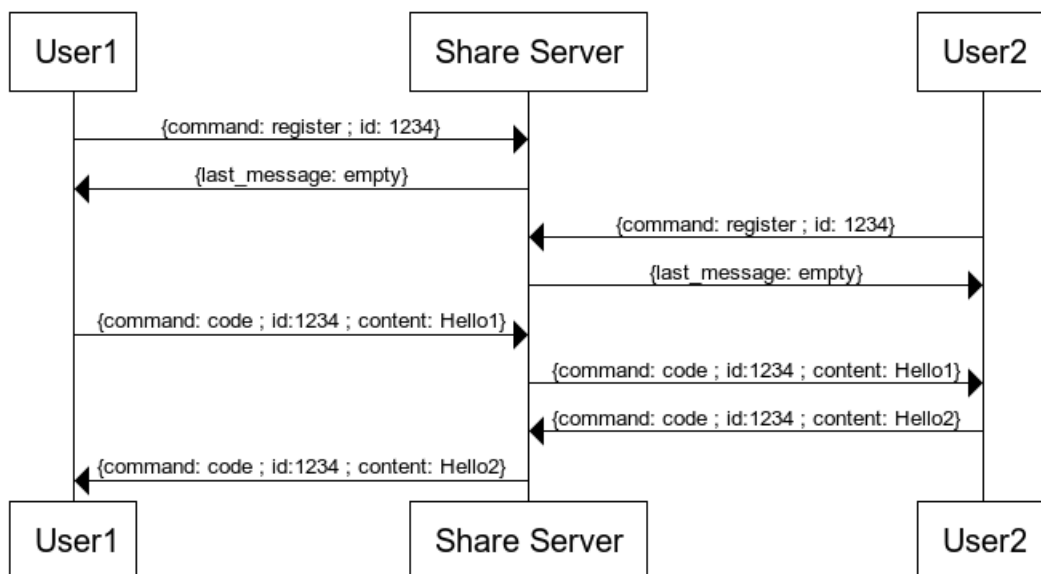 User1
Share Server
User2
{command: register ; id: 1234}
{last_message: empty}
{command: register ; id: 1234}
{last_message: empty}
{command: code ; id:1234 ; content: Hello1}
{command: code ; id:1234 ; content: Hello1}
{command: code ; id:1234 ; content: Hello2}
{command: code ; id:1234 ; content: Hello2}
User1
Share Server
User2